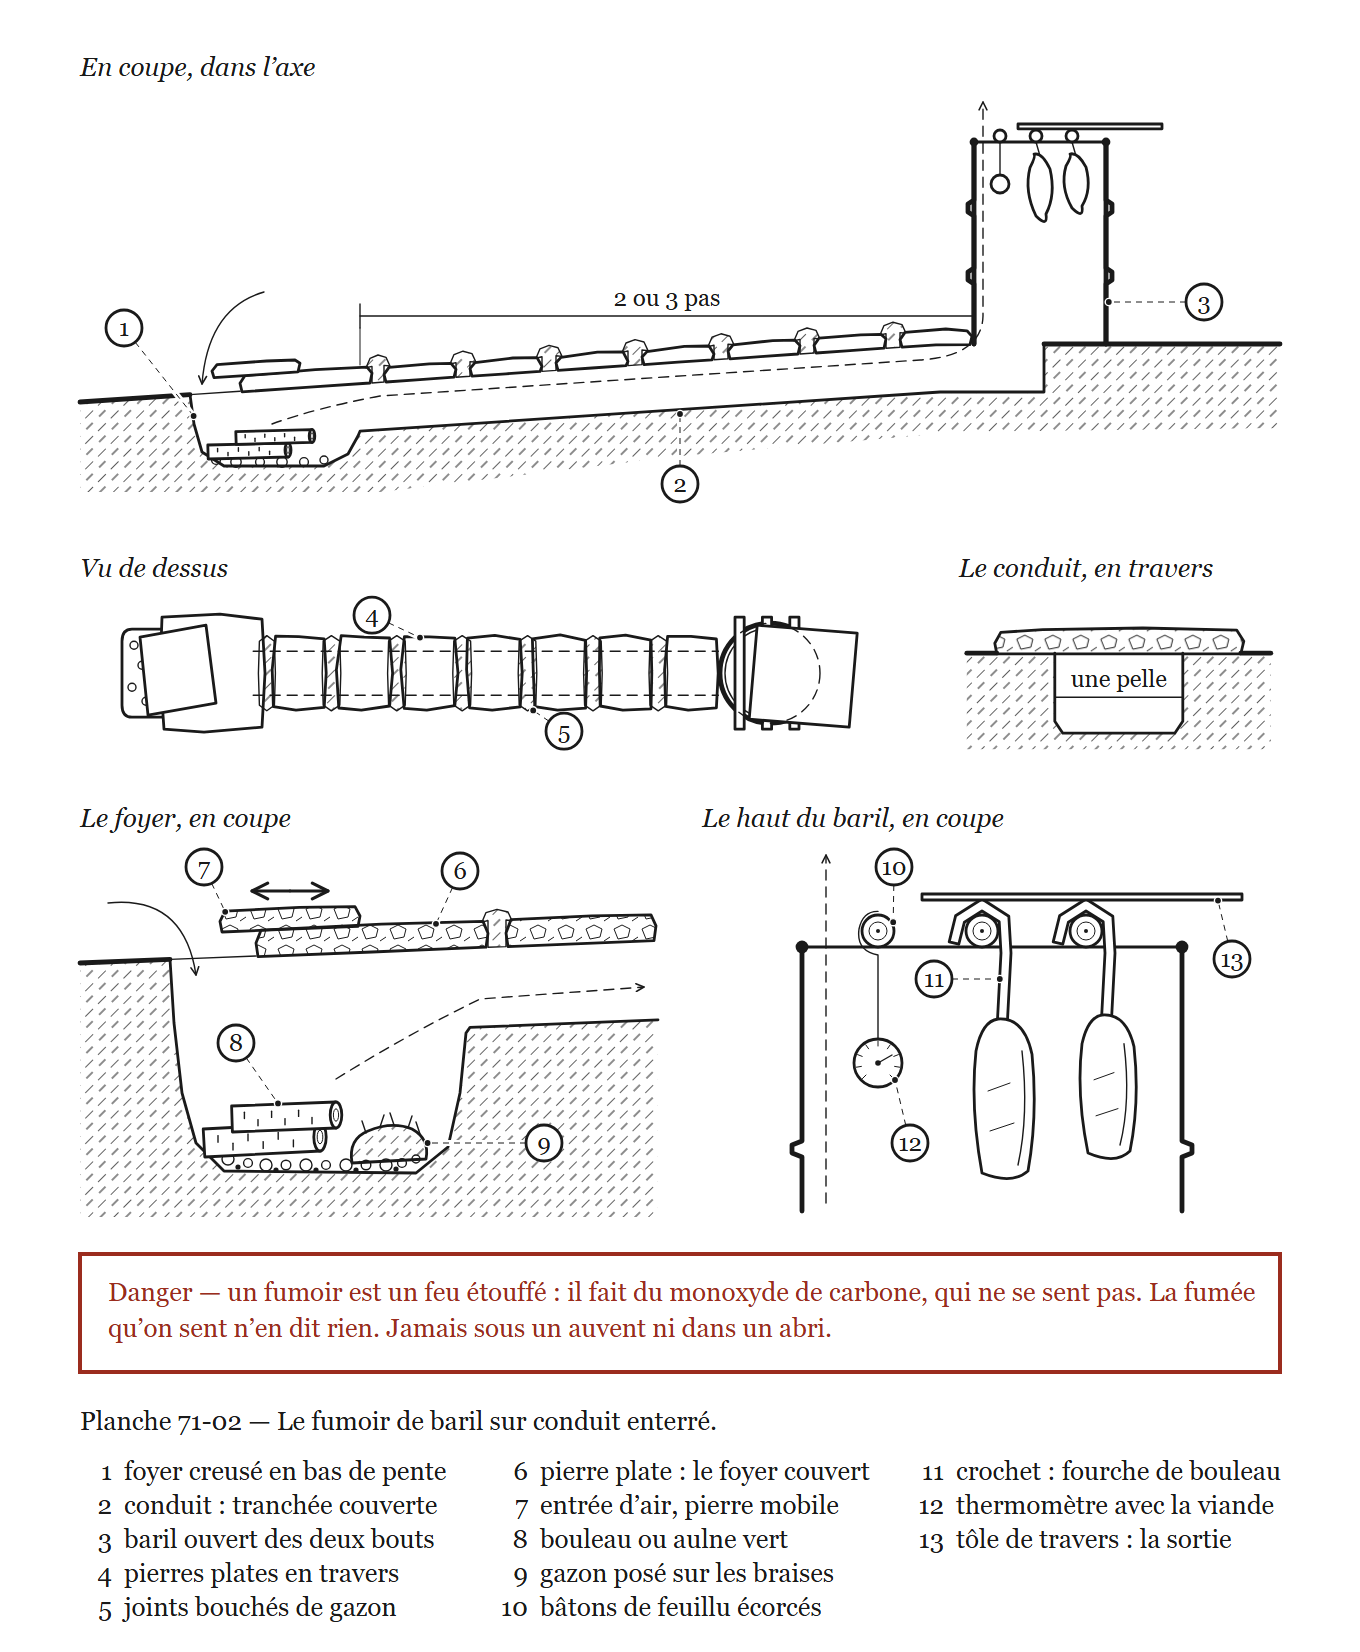 En coupe, dans l’axe
2 ou 3 pas
1
3
2
Vu de dessus
Le conduit, en travers
4
une pelle
5
Le foyer, en coupe
Le haut du baril, en coupe
7
6
10
13
11
8
12
9
Danger — un fumoir est un feu étouffé : il fait du monoxyde de carbone, qui ne se sent pas. La fumée
qu’on sent n’en dit rien. Jamais sous un auvent ni dans un abri.
Planche 71-02 — Le fumoir de baril sur conduit enterré.
1 foyer creusé en bas de pente
2 conduit : tranchée couverte
3 baril ouvert des deux bouts
4 pierres plates en travers
5 joints bouchés de gazon
6 pierre plate : le foyer couvert
7 entrée d’air, pierre mobile
8 bouleau ou aulne vert
9 gazon posé sur les braises
10 bâtons de feuillu écorcés
11 crochet : fourche de bouleau
12 thermomètre avec la viande
13 tôle de travers : la sortie